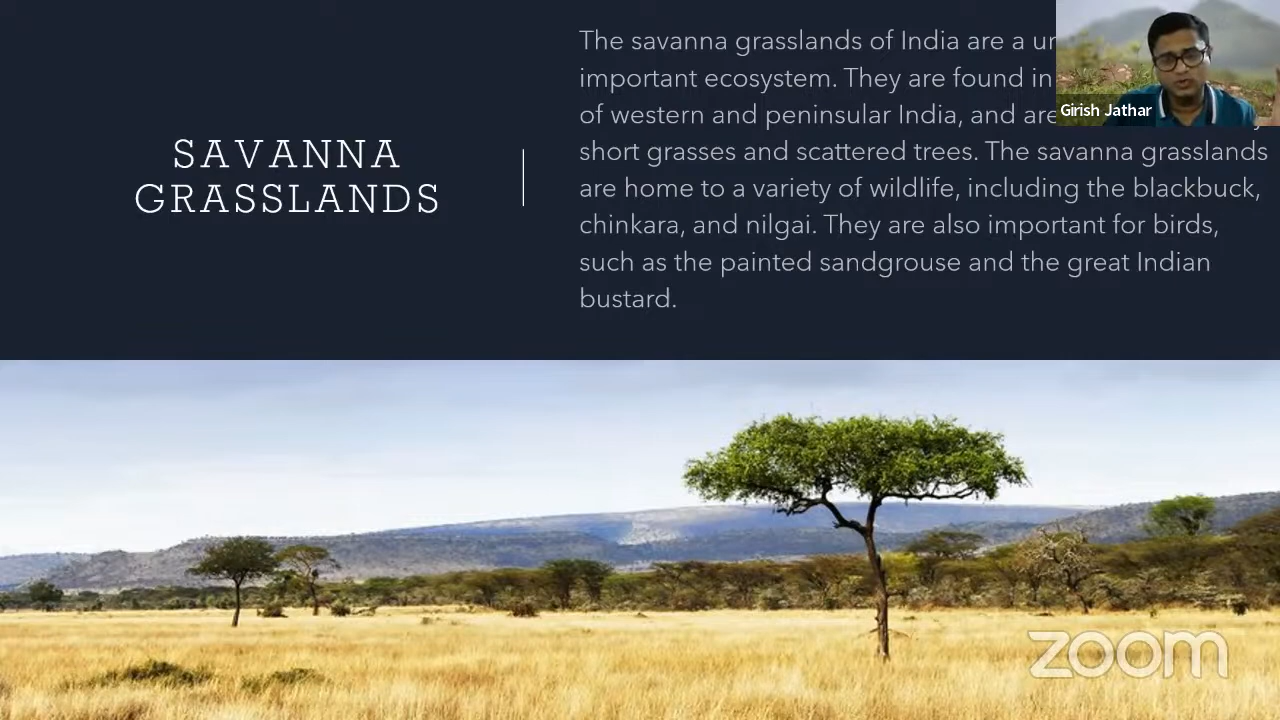 SAVANNA
GRASSLANDS
The savanna grasslands of India are a
important ecosystem. They are found in
of western and peninsular India, and are
short grasses and scattered trees. The savanna grasslands
are home to a variety of wildlife, including the blackbuck,
chinkara, and nilgai. They are also important for birds,
such as the painted sandgrouse and the great Indian
bustard.
Girish Jathar
zoom